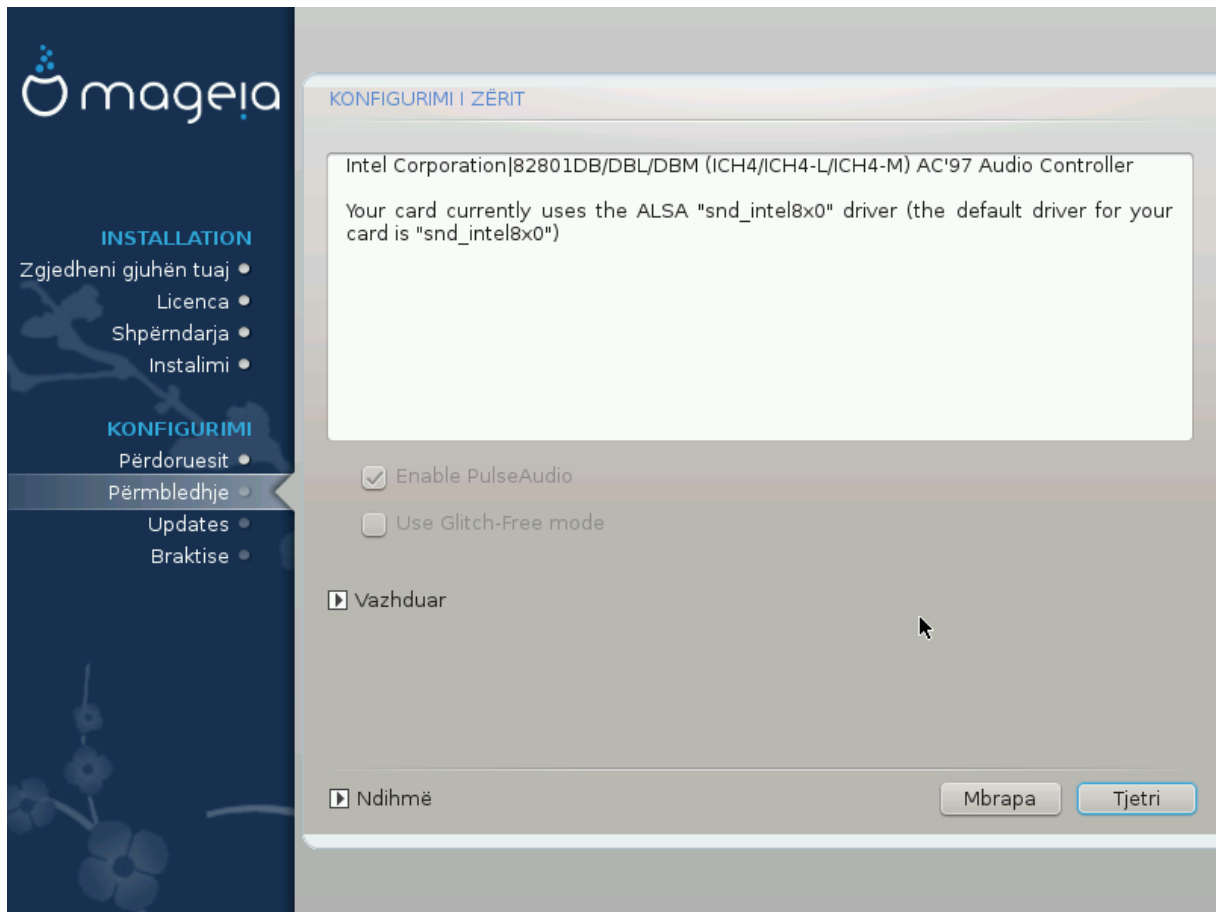 mageia
INSTALLATION
Zgjedheni gjuhën tuaj
Licenca
Shpërndarja
Instalimi
KONFIGURIMI
Përdoruesit
Përmbledhje
Updates
Braktise
KONFIGURIMI I ZËRIT
Intel Corporation|82801DB/DBL/DBM (ICH4/ICH4-L/ICH4-M) AC'97 Audio Controller
Your card currently uses the ALSA "snd_intel8x0" driver (the default driver for your
card is "snd_intel8x0")
Enable PulseAudio
Use Glitch-Free mode
Vazhduar
Ndihmë
Mbrapa
Tjetri